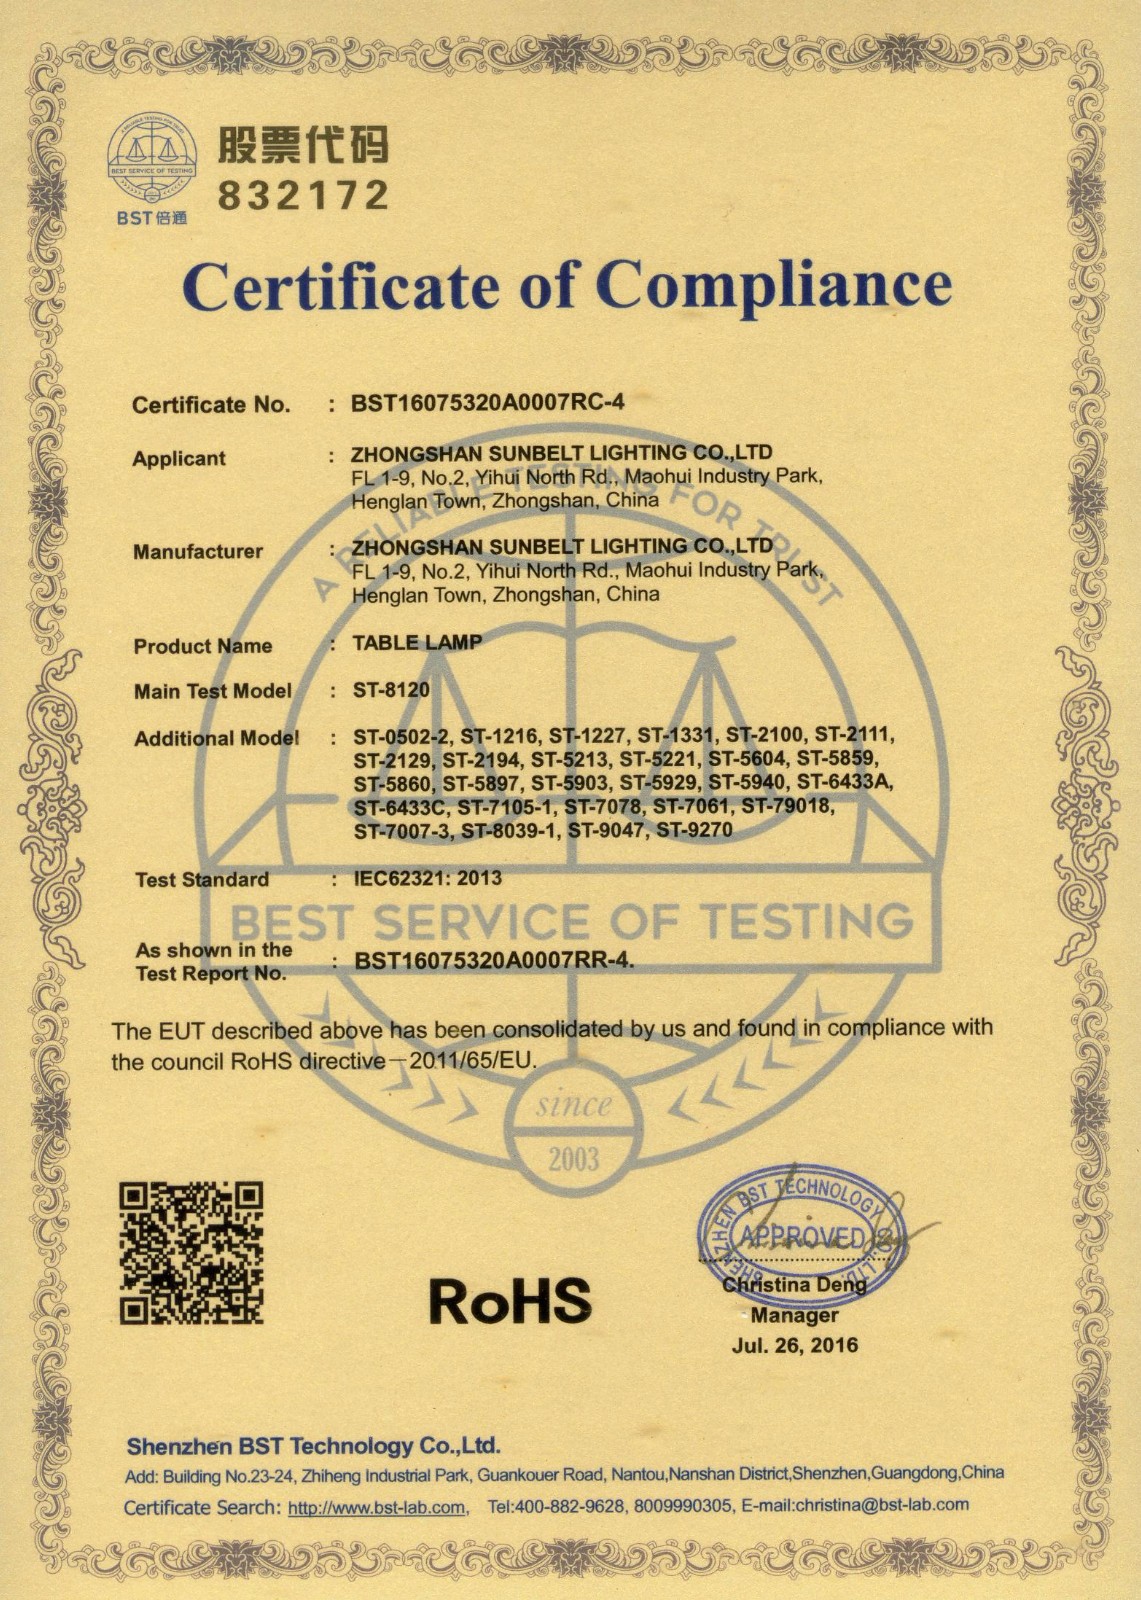 A RELIABLE TESTING FOR TRUST
BEST SERVICE OF TESTING
BST倍通
股票代码
832172
Certificate of Compliance
Certificate No. : BST16075320A0007RC-4
Applicant : ZHONGSHAN SUNBELT LIGHTING CO.,LTD
FL 1-9, No.2, Yihui North Rd., Maohui Industry Park,
Henglan Town, Zhongshan, China
Manufacturer : ZHONGSHAN SUNBELT LIGHTING CO.,LTD
FL 1-9, No.2, Yihui North Rd., Maohui Industry Park,
Henglan Town, Zhongshan, China
Product Name : TABLE LAMP
Main Test Model : ST-8120
Additional Model : ST-0502-2, ST-1216, ST-1227, ST-1331, ST-2100, ST-2111,
ST-2129, ST-2194, ST-5213, ST-5221, ST-5604, ST-5859,
ST-5860, ST-5897, ST-5903, ST-5929, ST-5940, ST-6433A,
ST-6433C, ST-7105-1, ST-7078, ST-7061, ST-79018,
ST-7007-3, ST-8039-1, ST-9047, ST-9270
Test Standard : IEC62321: 2013
As shown in the
Test Report No. : BST16075320A0007RR-4.
The EUT described above has been consolidated by us and found in compliance with
the council RoHS directive—2011/65/EU.
A RELIABLE TESTING FOR TRUST
BEST SERVICE OF TESTING
since
2003
RoHS
SHENZHEN BST TECHNOLOGY CO.,LTD.
APPROVED
Christina Deng
Manager
Jul. 26, 2016
Shenzhen BST Technology Co.,Ltd.
Add: Building No.23-24, Zhiheng Industrial Park, Guankouer Road, Nantou,Nanshan District,Shenzhen,Guangdong,China
Certificate Search: http://www.bst-lab.com, Tel:400-882-9628, 8009990305, E-mail:christina@bst-lab.com